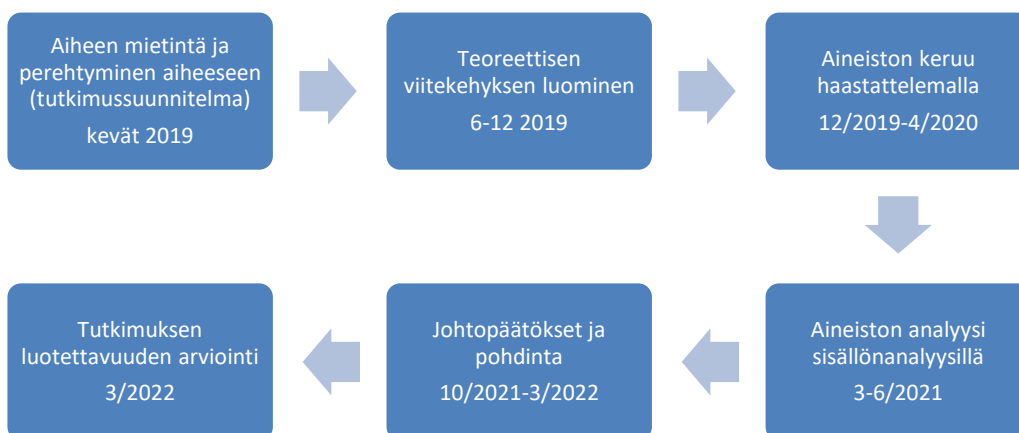 Aiheen mietintä ja
perehtyminen aiheeseen
(tutkimussuunnitelma)
kevät 2019
Teoreettisen
viitekehyksen luominen
6-12 2019
Aineiston keruu
haastattelemalla
12/2019-4/2020
Aineiston analyysi
sisällönanalyysillä
3-6/2021
Johtopäätökset ja
pohdinta
10/2021-3/2022
Tutkimuksen
luotettavuuden arviointi
3/2022